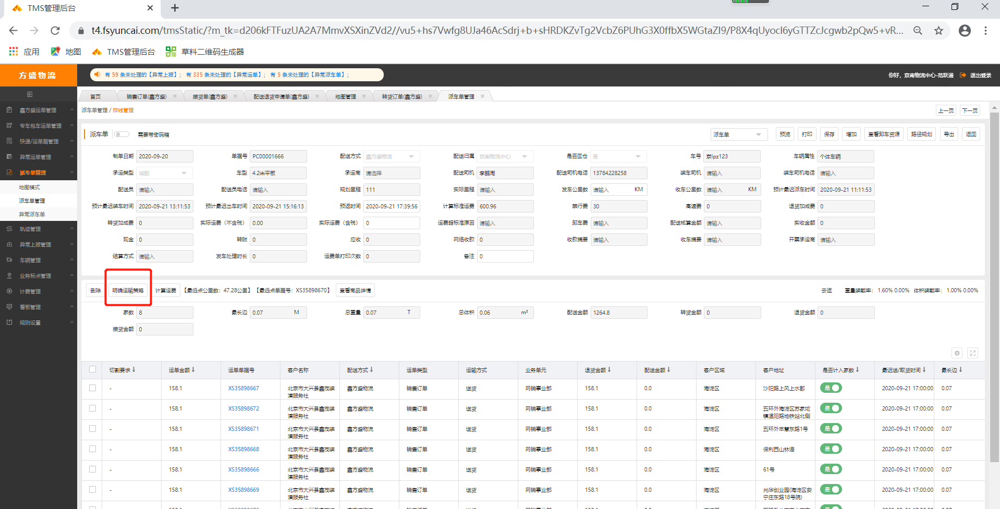 TMS管理后台
t4.fsyuncai.com/tmsStatic/?m_tk=d206kFTFuzUA2A7MmvXSXinZVd2//vu5+hs7Vwfg8UJa46AcSdrj+b+sHRDKZvTg2VcbZ6PUhG3X0ffbX5WGtaZI9/P8X4qUyocI6yGTTZcJcgwb2pQw5+vR...
应用 地图 TMS管理后台 草料二维码生成器
方盛物流
有 59 条未处理的【异常上报】; 有 335 条未处理的【异常运单】; 有 5 条未处理的【异常派车单】;
你好，京南物流中心-范跃通 退出登录
首页 销售订单(鑫方盛) 接货单(鑫方盛) 配送退货申请单(鑫方盛) 地图管理 转货订单(鑫方盛) 派车单管理
鑫方盛运单管理
专车包车运单管理
快递/运单据管理
异常运单管理
派车单管理
地图模式
派车单管理
异常派车单
轨迹管理
异常上报管理
车辆管理
业务标点管理
计费管理
看板管理
规则设置
派车单管理 / 排线管理 上一页 下一页
派车单 需要带密码箱 派车单 预览 打印 保存 增加 查看卸车资源 路径规划 导出 返回
制单日期 2020-09-20 单据号 PC00001666 配送方式 鑫方盛物流 配送归属 京南物流中心 是否回仓 是 车号 京lpz123 车辆属性 个体车辆
承运类型 城配 车型 4.2米平板 承运商 请选择 配送司机 李鹏周 配送司机电话 13784228258 装车司机 请输入 装车司机电话 请输入
配送员 请输入 配送员电话 请输入 规划里程 111 实际里程 请输入 发车公里数 请输入 KM 收车公里数 请输入 KM 预计最迟派车时间 2020-09-21 11:11:53
预计最迟装车时间 2020-09-21 13:11:53 预计最迟出车时间 2020-09-21 15:16:13 预返时间 2020-09-21 17:39:56 计算标准运费 600.96 禁行费 30 高速费 0 退货加成费 0
转货加成费 0 实际运费（不含税） 0.00 实际运费（含税） 0 运费超标准原因 请输入 卸车费 请输入 配送核算金额 请输入 实收金额 0
现金 0 转账 0 应收 0 网络收款 0 收款摘要 请输入 收车摘要 请输入 开票承运商 请输入
结算方式 请输入 发车处理时长 0 运费单打印次数 0 备注 0
删除 明确运输策略 计算运费 【最远点公里数：47.28公里】 【最远点单据号：XS35898670】 查看商品详情 去返 重量装载率： 1.60% 0.00% 体积装载率： 1.00% 0.00%
家数 8 最长边 0.07 M 总重量 0.07 T 总体积 0.06 m³ 配送金额 1264.8 转货金额 0 退货金额 0
接货金额 0
切割要求 运单金额 运单单据号 客户名称 配送方式 运单类型 运输方式 业务单元 退货金额 配送金额 客户区域 客户地址 是否计入家数 最迟送/取货时间 最长边
- 158.1 XS35898667 北京市大兴县鑫茂装潢服务社 鑫方盛物流 销售订单 送货 网销事业部 158.1 0.0 海淀区 沙阳路上风上水郡 是 2020-09-21 17:00:00 0.07
- 158.1 XS35898672 北京市大兴县鑫茂装潢服务社 鑫方盛物流 销售订单 送货 网销事业部 158.1 0.0 海淀区 五环外海淀区苏家坨镇温阳路地铁站北侧 是 2020-09-21 17:00:00 0.07
- 158.1 XS35898671 北京市大兴县鑫茂装潢服务社 鑫方盛物流 销售订单 送货 网销事业部 158.1 0.0 海淀区 五环外丰慧东路1号 是 2020-09-21 17:00:00 0.07
- 158.1 XS35898668 北京市大兴县鑫茂装潢服务社 鑫方盛物流 销售订单 送货 网销事业部 158.1 0.0 海淀区 保利西山林语 是 2020-09-21 17:00:00 0.07
- 158.1 XS35898666 北京市大兴县鑫茂装潢服务社 鑫方盛物流 销售订单 送货 网销事业部 158.1 0.0 海淀区 61号 是 2020-09-21 17:00:00 0.07
- 158.1 XS35898669 北京市大兴县鑫茂装潢服务社 鑫方盛物流 销售订单 送货 网销事业部 158.1 0.0 海淀区 光华创业园(海淀区安宁庄东路18号院) 是 2020-09-21 17:00:00 0.07